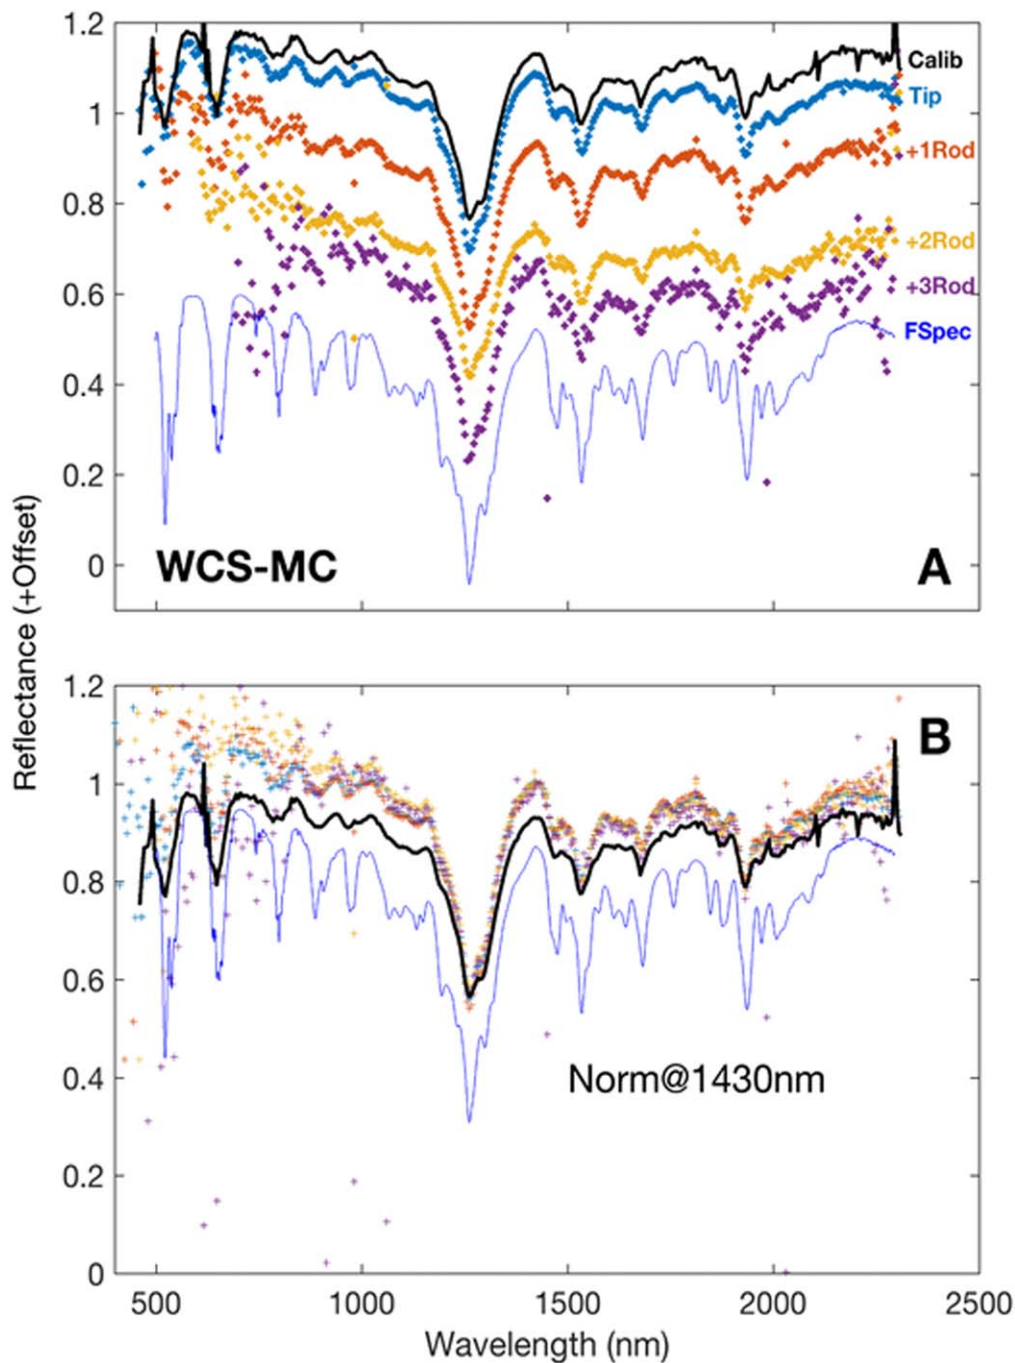 1.2
1
0.8
0.6
0.4
0.2
0
Calib
Tip
+1Rod
+2Rod
+3Rod
FSpec
WCS-MC
A
Reflectance (+Offset)
1.2
1
0.8
0.6
0.4
0.2
0
B
Norm@1430nm
500
1000
1500
2000
2500
Wavelength (nm)